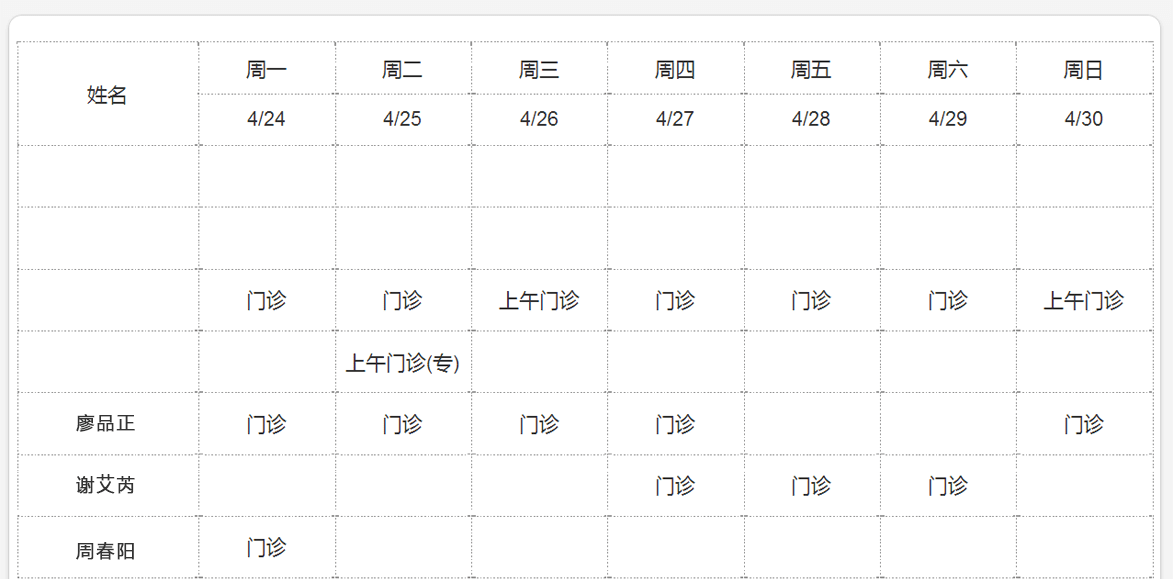 姓名 周一 周二 周三 周四 周五 周六 周日
4/24 4/25 4/26 4/27 4/28 4/29 4/30
门诊 门诊 上午门诊 门诊 门诊 门诊 上午门诊
上午门诊(专)
廖品正 门诊 门诊 门诊 门诊 门诊
谢艾芮 门诊 门诊 门诊
周春阳 门诊